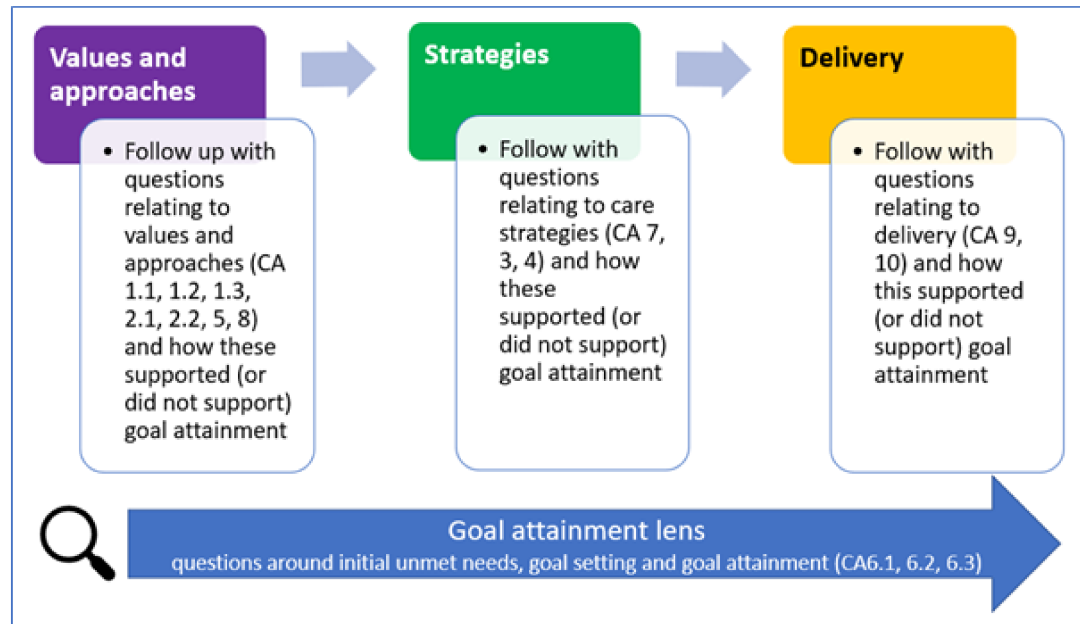 Values and
approaches
• Follow up with
questions
relating to
values and
approaches (CA
1.1, 1.2, 1.3,
2.1, 2.2, 5, 8)
and how these
supported (or
did not support)
goal attainment
Strategies
• Follow with
questions
relating to care
strategies (CA 7,
3, 4) and how
these
supported (or
did not support)
goal attainment
Delivery
• Follow with
questions
relating to
delivery (CA 9,
10) and how
this supported
(or did not
support) goal
attainment
Goal attainment lens
questions around initial unmet needs, goal setting and goal attainment (CA6.1, 6.2, 6.3)